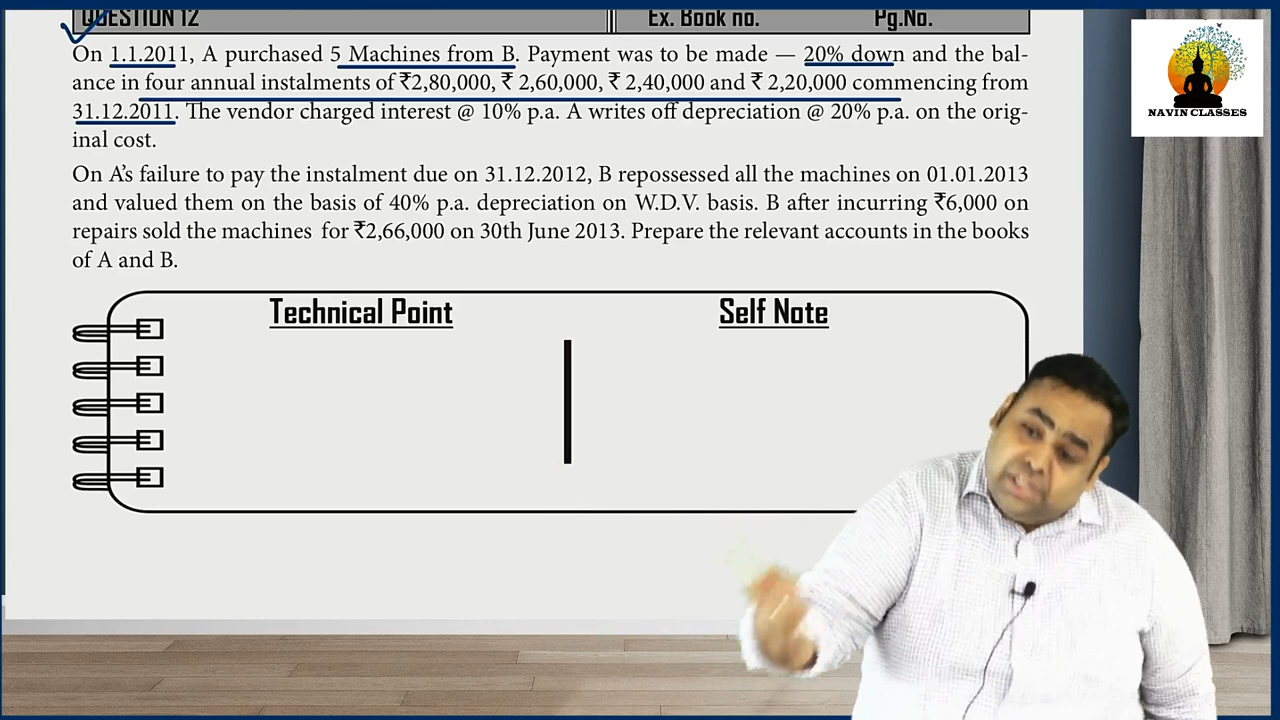 QUESTION 12 Ex. Book no. Pg.No.
On 1.1.2011, A purchased 5 Machines from B. Payment was to be made — 20% down and the bal-
ance in four annual instalments of ₹2,80,000, ₹ 2,60,000, ₹ 2,40,000 and ₹ 2,20,000 commencing from
31.12.2011. The vendor charged interest @ 10% p.a. A writes off depreciation @ 20% p.a. on the orig-
inal cost.
On A’s failure to pay the instalment due on 31.12.2012, B repossessed all the machines on 01.01.2013
and valued them on the basis of 40% p.a. depreciation on W.D.V. basis. B after incurring ₹6,000 on
repairs sold the machines for ₹2,66,000 on 30th June 2013. Prepare the relevant accounts in the books
of A and B.
Technical Point Self Note
NAVIN CLASSES